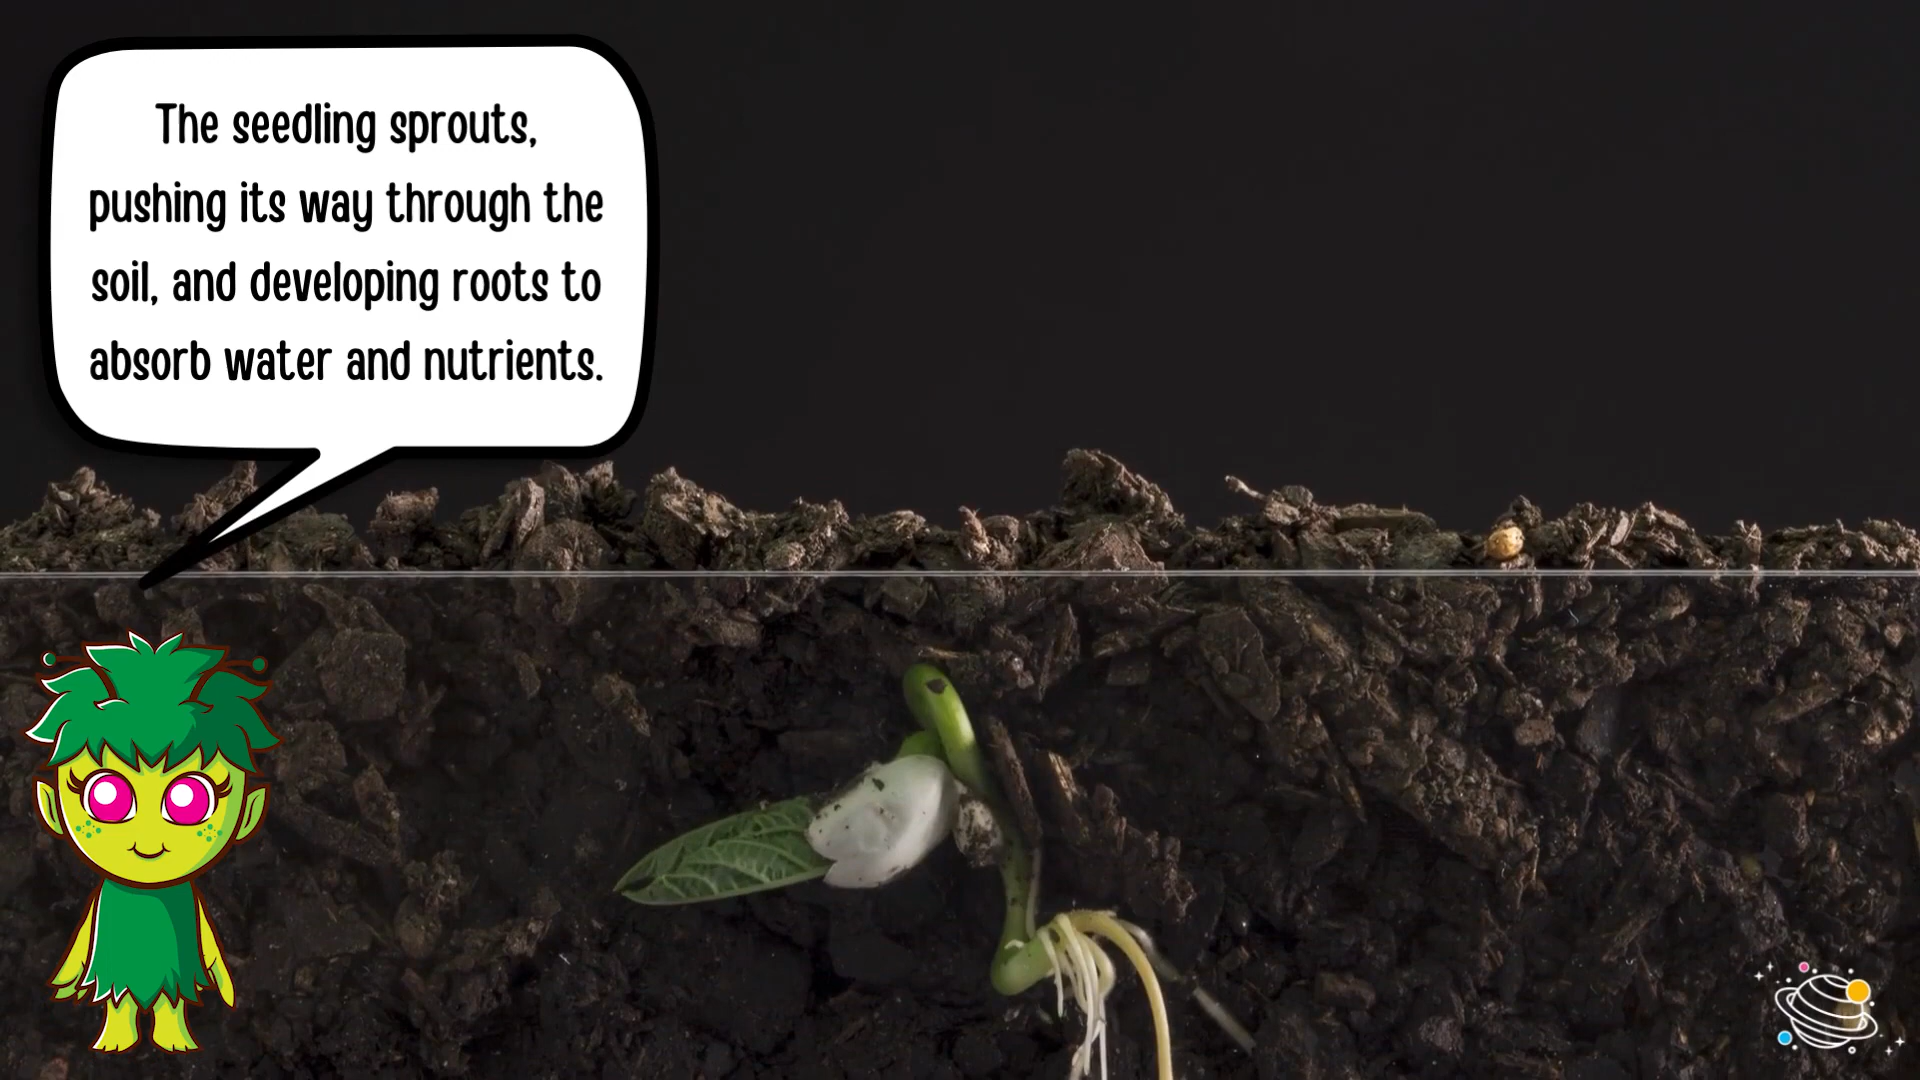 The seedling sprouts,
pushing its way through the
soil, and developing roots to
absorb water and nutrients.